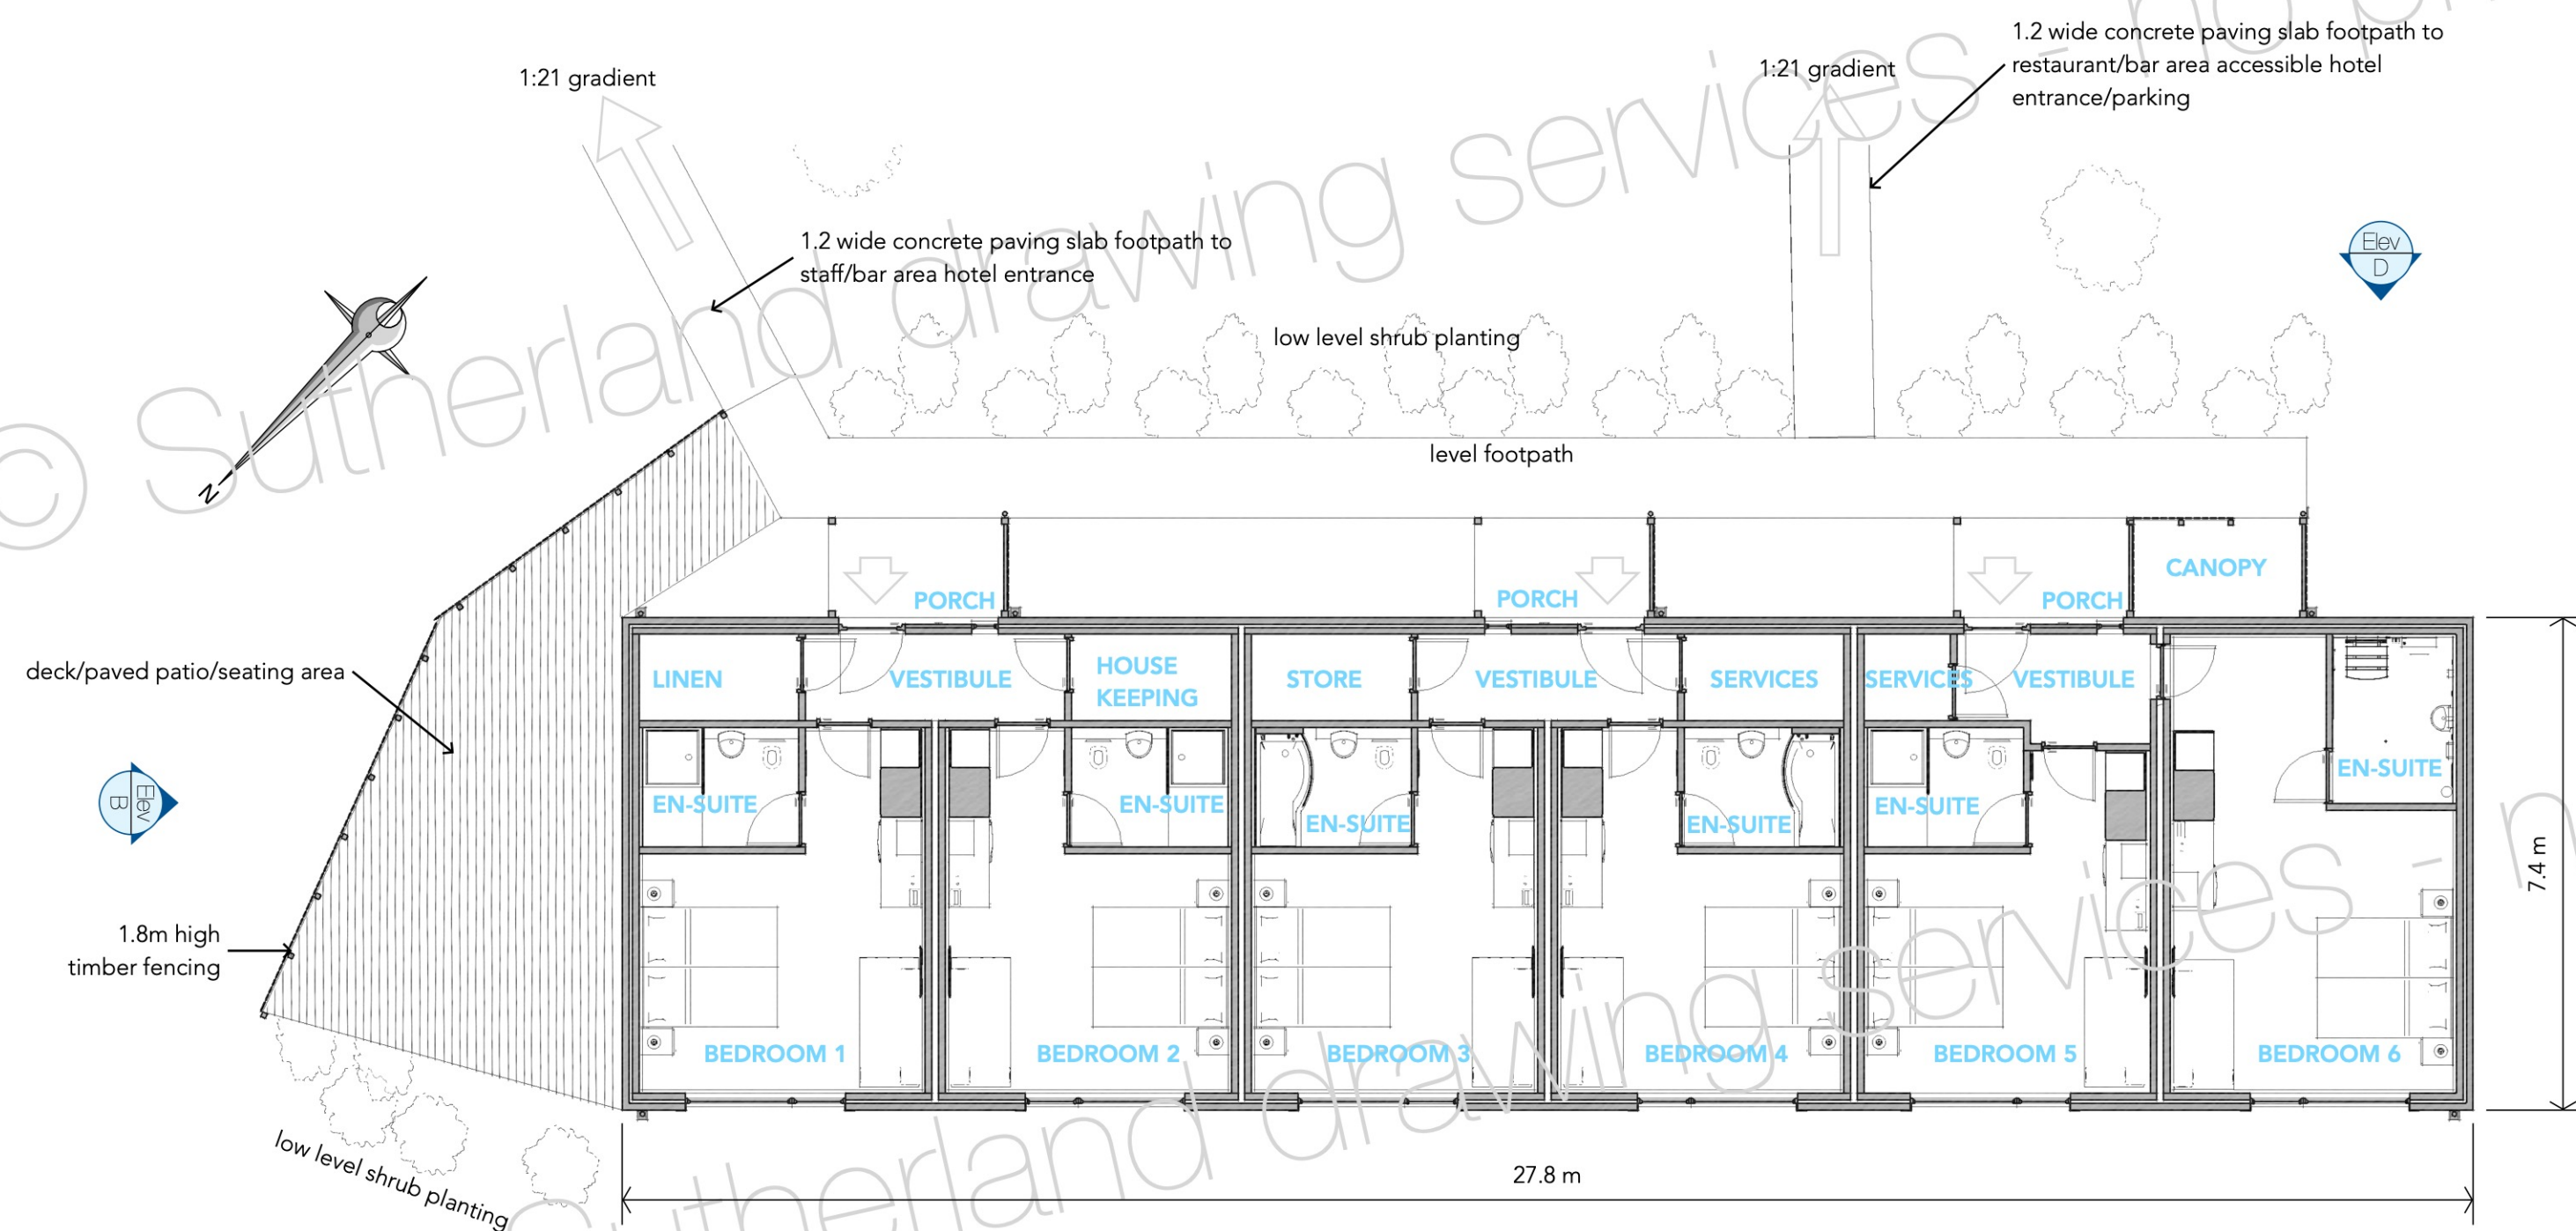 1.2 wide concrete paving slab footpath to
restaurant/bar area accessible hotel
entrance/parking
1:21 gradient
1:21 gradient
1.2 wide concrete paving slab footpath to
staff/bar area hotel entrance
Elev
D
low level shrub planting
© Sutherland drawing services - no
level footpath
N
CANOPY
PORCH
PORCH
PORCH
deck/paved patio/seating area
LINEN
VESTIBULE
HOUSE
KEEPING
STORE
VESTIBULE
SERVICES
SERVICES
VESTIBULE
EN-SUITE
EN-SUITE
EN-SUITE
EN-SUITE
EN-SUITE
EN-SUITE
Elev
B
7.4 m
1.8m high
timber fencing
BEDROOM 1
BEDROOM 2
BEDROOM 3
BEDROOM 4
BEDROOM 5
BEDROOM 6
low level shrub planting
27.8 m
Sutherland drawing services - n